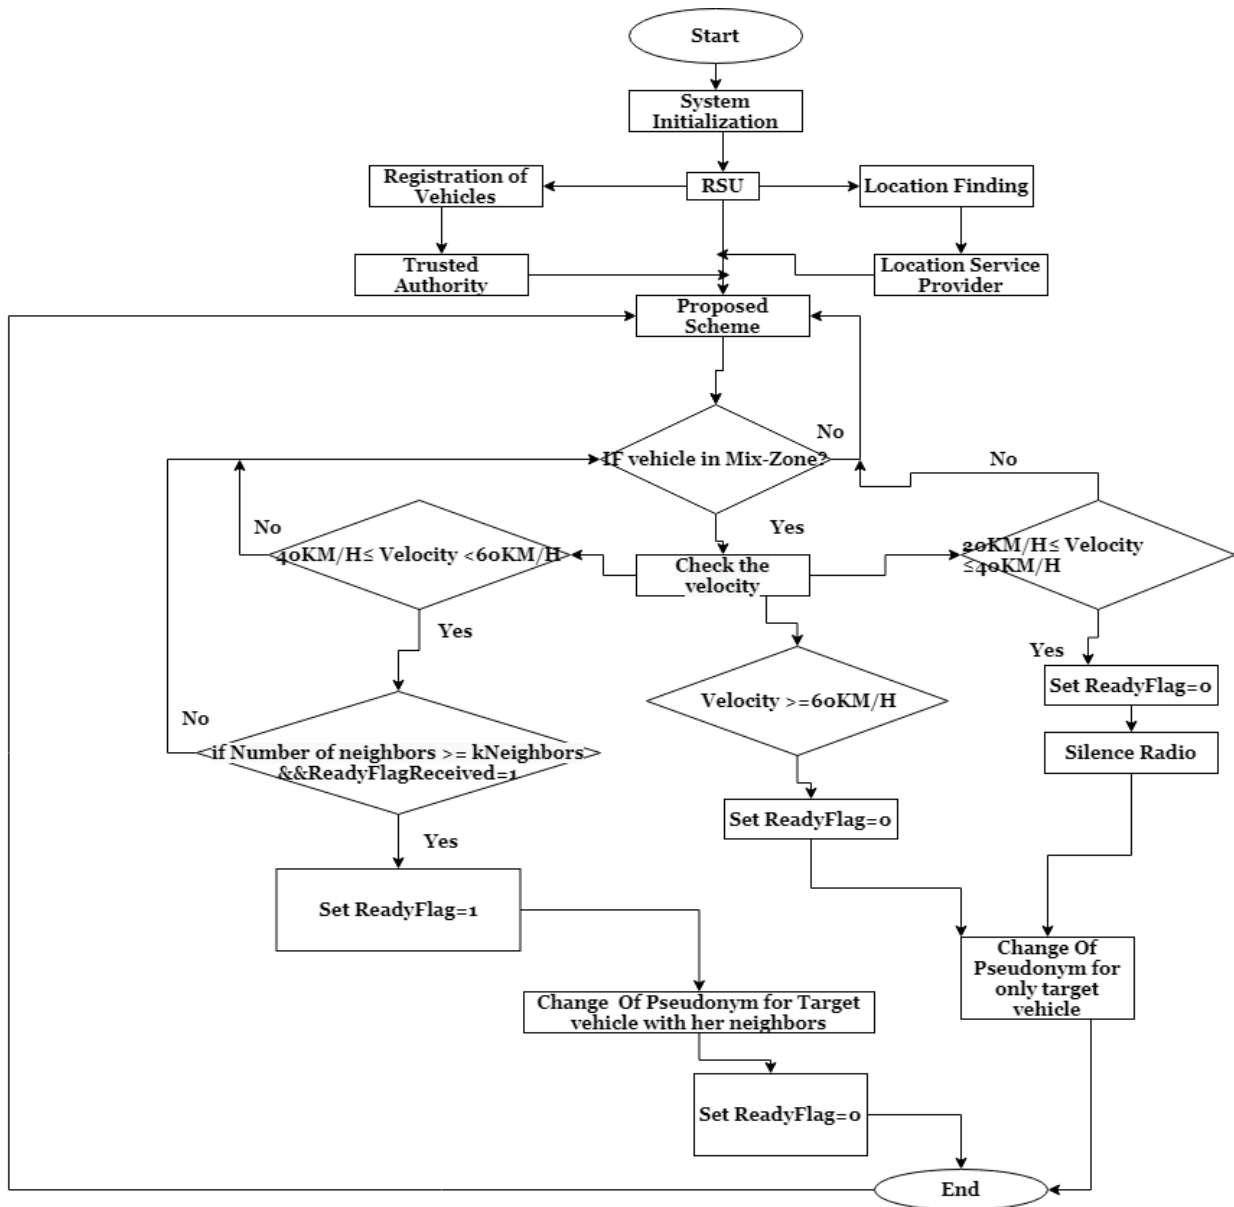 Start
System
Initialization
Registration of
Vehicles
RSU
Location Finding
Trusted
Authority
Location Service
Provider
Proposed
Scheme
No
IF vehicle in Mix-Zone?
No
No
Yes
40KM/H≤ Velocity <60KM/H
Check the
velocity
20KM/H≤ Velocity
≤40KM/H
Yes
Yes
Set ReadyFlag=0
Velocity >=60KM/H
No
if Number of neighbors >= kNeighbors
&&ReadyFlagReceived=1
Silence Radio
Set ReadyFlag=0
Yes
Set ReadyFlag=1
Change Of
Pseudonym for
only target
vehicle
Change Of Pseudonym for Target
vehicle with her neighbors
Set ReadyFlag=0
End